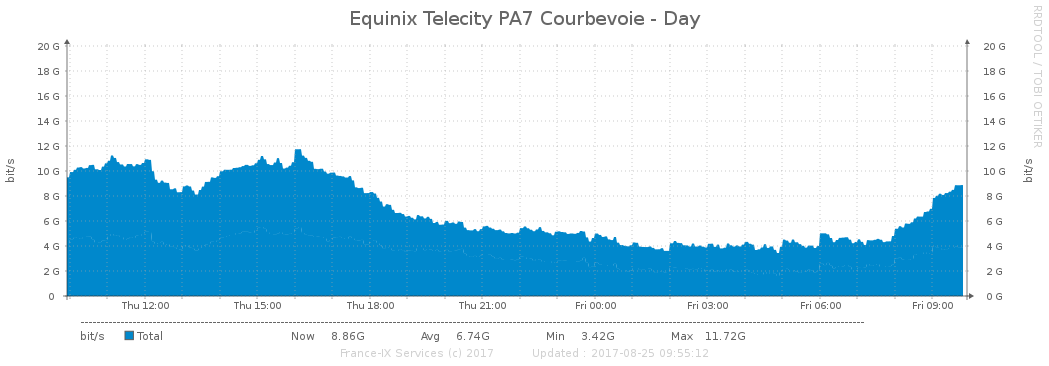 Equinix Telecity PA7 Courbevoie - Day
RRDTOOL / TOBI OETIKER
bit/s
bit/s
20 G 20 G
18 G 18 G
16 G 16 G
14 G 14 G
12 G 12 G
10 G 10 G
8 G 8 G
6 G 6 G
4 G 4 G
2 G 2 G
0 0 G
Thu 12:00 Thu 15:00 Thu 18:00 Thu 21:00 Fri 00:00 Fri 03:00 Fri 06:00 Fri 09:00
bit/s Total Now 8.86G Avg 6.74G Min 3.42G Max 11.72G
France-IX Services (c) 2017 Updated : 2017-08-25 09:55:12